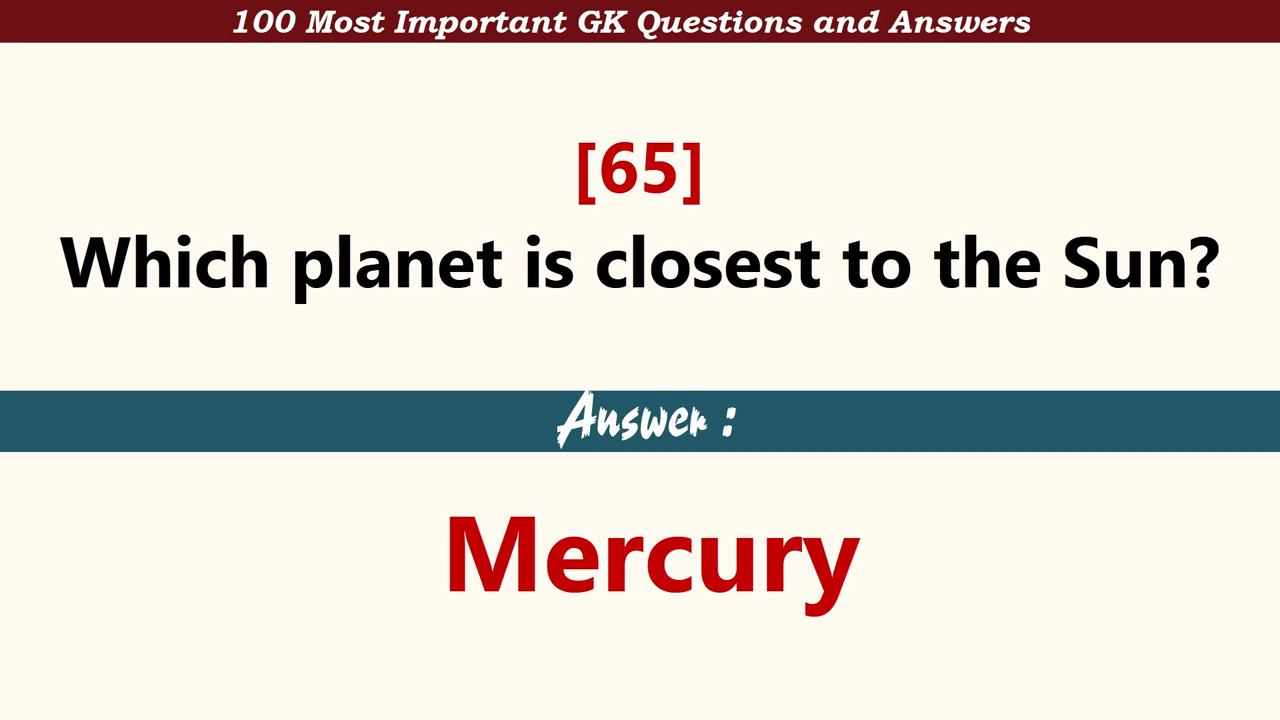 100 Most Important GK Questions and Answers
[65]
Which planet is closest to the Sun?
Answer :
Mercury